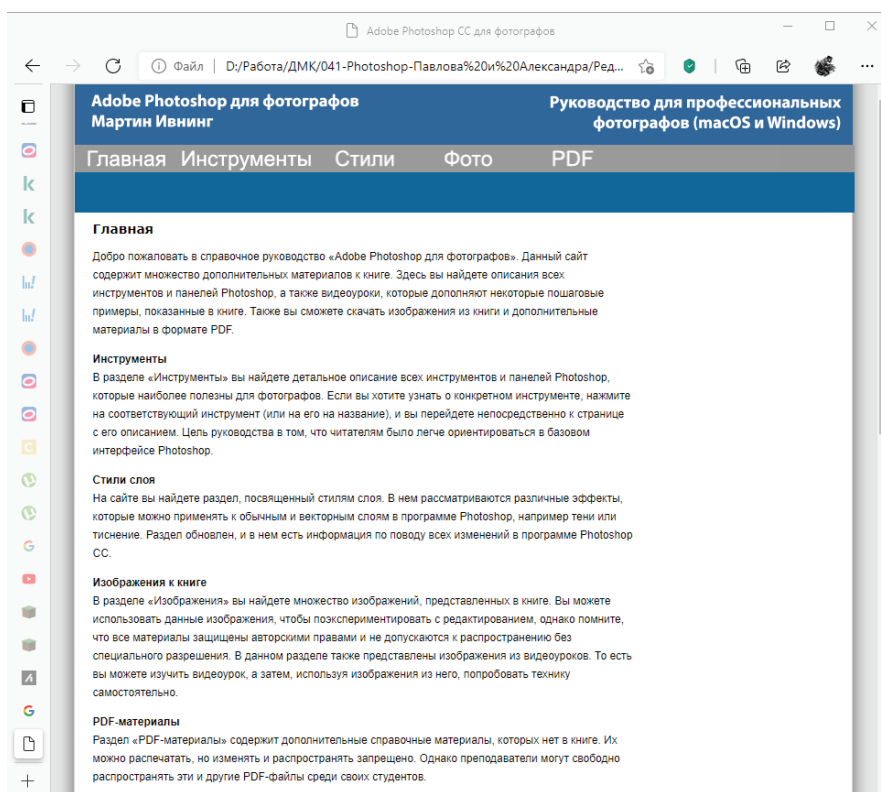 Adobe Photoshop CC для фотографов
Файл | D:/Работа/ДМК/041-Photoshop-Павлова%20и%20Александра/Ред...
Adobe Photoshop для фотографов
Мартин Ивнинг
Руководство для профессиональных
фотографов (macOS и Windows)
Главная Инструменты Стили Фото PDF
Главная
Добро пожаловать в справочное руководство «Adobe Photoshop для фотографов». Данный сайт
содержит множество дополнительных материалов к книге. Здесь вы найдете описания всех
инструментов и панелей Photoshop, а также видеоуроки, которые дополняют некоторые пошаговые
примеры, показанные в книге. Также вы сможете скачать изображения из книги и дополнительные
материалы в формате PDF.
Инструменты
В разделе «Инструменты» вы найдете детальное описание всех инструментов и панелей Photoshop,
которые наиболее полезны для фотографов. Если вы хотите узнать о конкретном инструменте, нажмите
на соответствующий инструмент (или на его на название), и вы перейдете непосредственно к странице
с его описанием. Цель руководства в том, что читателям было легче ориентироваться в базовом
интерфейсе Photoshop.
Стили слоя
На сайте вы найдете раздел, посвященный стилям слоя. В нем рассматриваются различные эффекты,
которые можно применять к обычным и векторным слоям в программе Photoshop, например тени или
тиснение. Раздел обновлен, и в нем есть информация по поводу всех изменений в программе Photoshop
CC.
Изображения к книге
В разделе «Изображения» вы найдете множество изображений, представленных в книге. Вы можете
использовать данные изображения, чтобы поэкспериментировать с редактированием, однако помните,
что все материалы защищены авторскими правами и не допускаются к распространению без
специального разрешения. В данном разделе также представлены изображения из видеоуроков. То есть
вы можете изучить видеоурок, а затем, используя изображения из него, попробовать технику
самостоятельно.
PDF-материалы
Раздел «PDF-материалы» содержит дополнительные справочные материалы, которых нет в книге. Их
можно распечатать, но изменять и распространять запрещено. Однако преподаватели могут свободно
распространять эти и другие PDF-файлы среди своих студентов.